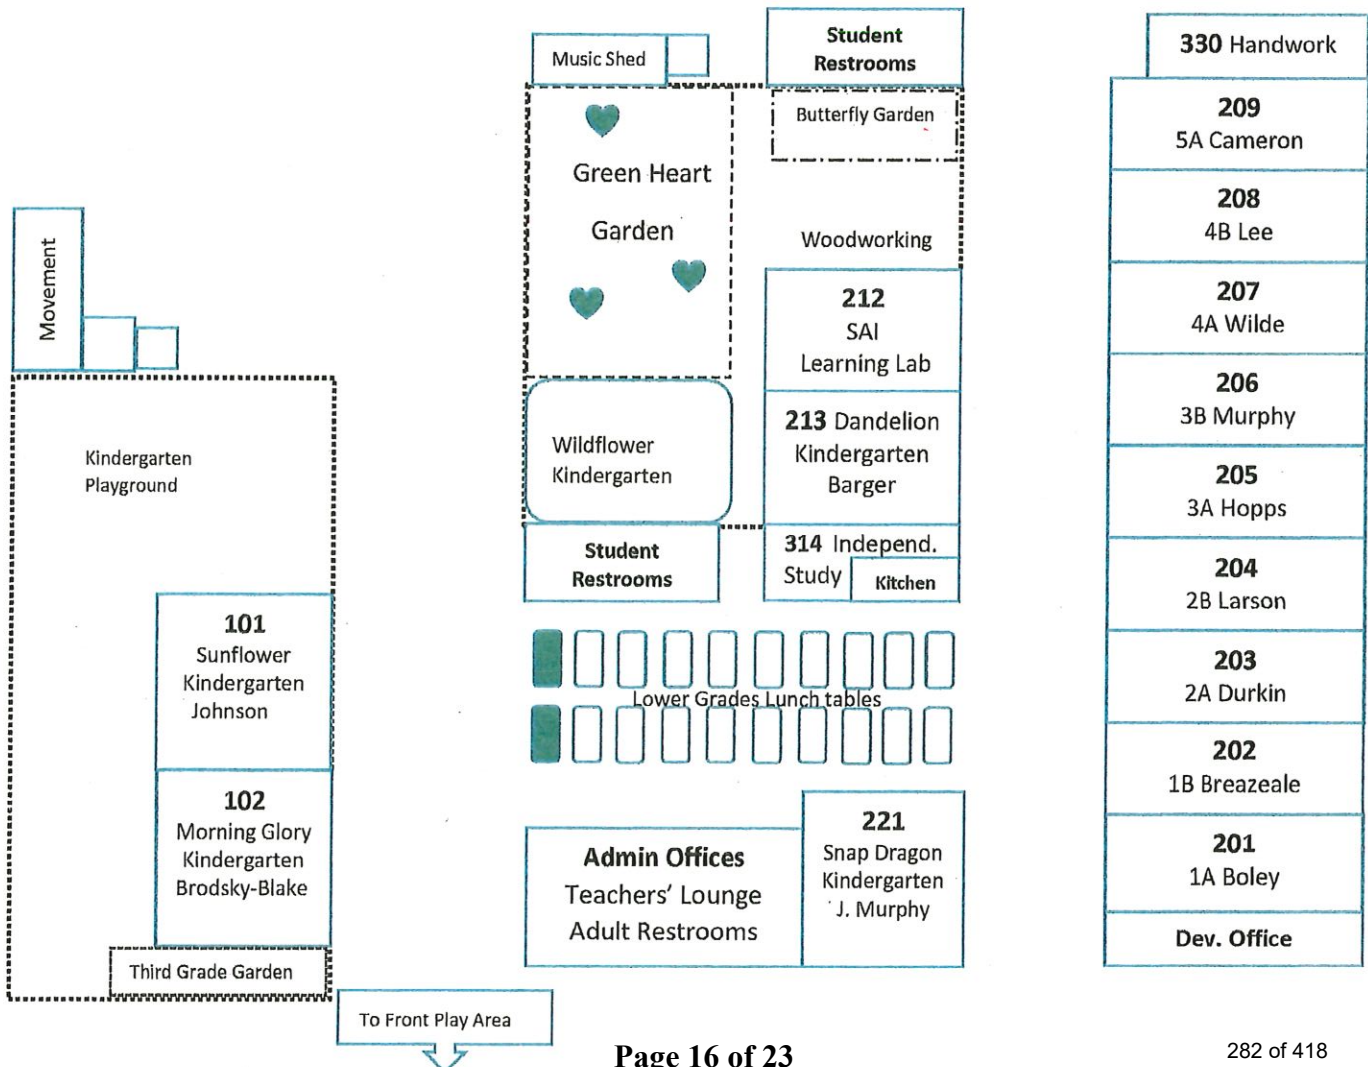 Music Shed
Student
Restrooms
330 Handwork
Butterfly Garden
Green Heart
Garden
Woodworking
209
5A Cameron
208
4B Lee
207
4A Wilde
206
3B Murphy
205
3A Hopps
204
2B Larson
203
2A Durkin
202
1B Breazeale
201
1A Boley
Dev. Office
Movement
Kindergarten
Playground
212
SAI
Learning Lab
213 Dandelion
Kindergarten
Barger
Wildflower
Kindergarten
Student
Restrooms
314 Independ.
Study
Kitchen
101
Sunflower
Kindergarten
Johnson
Lower Grades Lunch tables
102
Morning Glory
Kindergarten
Brodsky-Blake
Admin Offices
Teachers' Lounge
Adult Restrooms
221
Snap Dragon
Kindergarten
J. Murphy
Third Grade Garden
To Front Play Area
Page 16 of 23
282 of 418